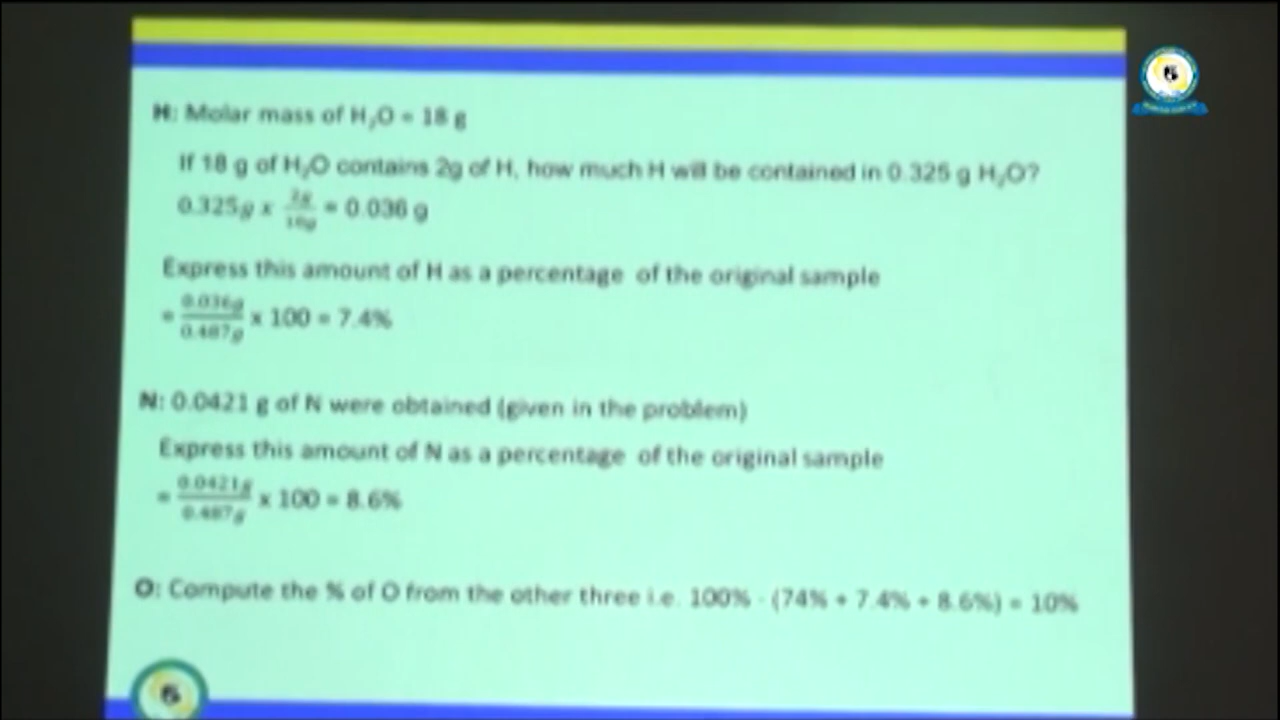 H: Molar mass of H₂O = 18 g
If 18 g of H₂O contains 2g of H, how much H will be contained in 0.325 g H₂O?
0.325g x 2g/18g = 0.036 g
Express this amount of H as a percentage of the original sample
= 0.036g/0.487g x 100 = 7.4%
N: 0.0421 g of N were obtained (given in the problem)
Express this amount of N as a percentage of the original sample
= 0.0421g/0.487g x 100 = 8.6%
O: Compute the % of O from the other three i.e. 100% - (74% + 7.4% + 8.6%) = 10%